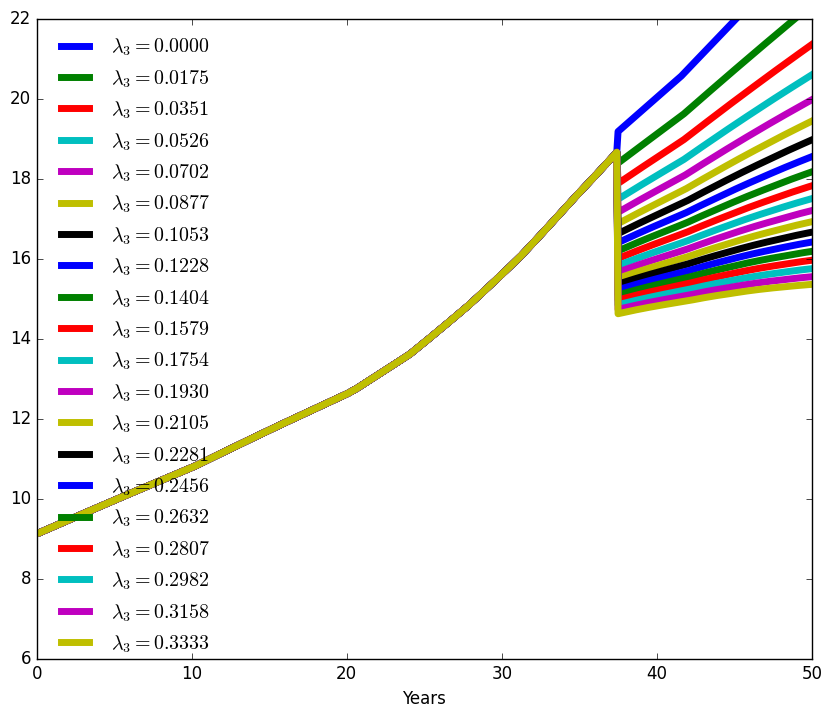 22
20
18
16
14
12
10
8
6
λ₃ = 0.0000
λ₃ = 0.0175
λ₃ = 0.0351
λ₃ = 0.0526
λ₃ = 0.0702
λ₃ = 0.0877
λ₃ = 0.1053
λ₃ = 0.1228
λ₃ = 0.1404
λ₃ = 0.1579
λ₃ = 0.1754
λ₃ = 0.1930
λ₃ = 0.2105
λ₃ = 0.2281
λ₃ = 0.2456
λ₃ = 0.2632
λ₃ = 0.2807
λ₃ = 0.2982
λ₃ = 0.3158
λ₃ = 0.3333
0 10 20 30 40 50
Years